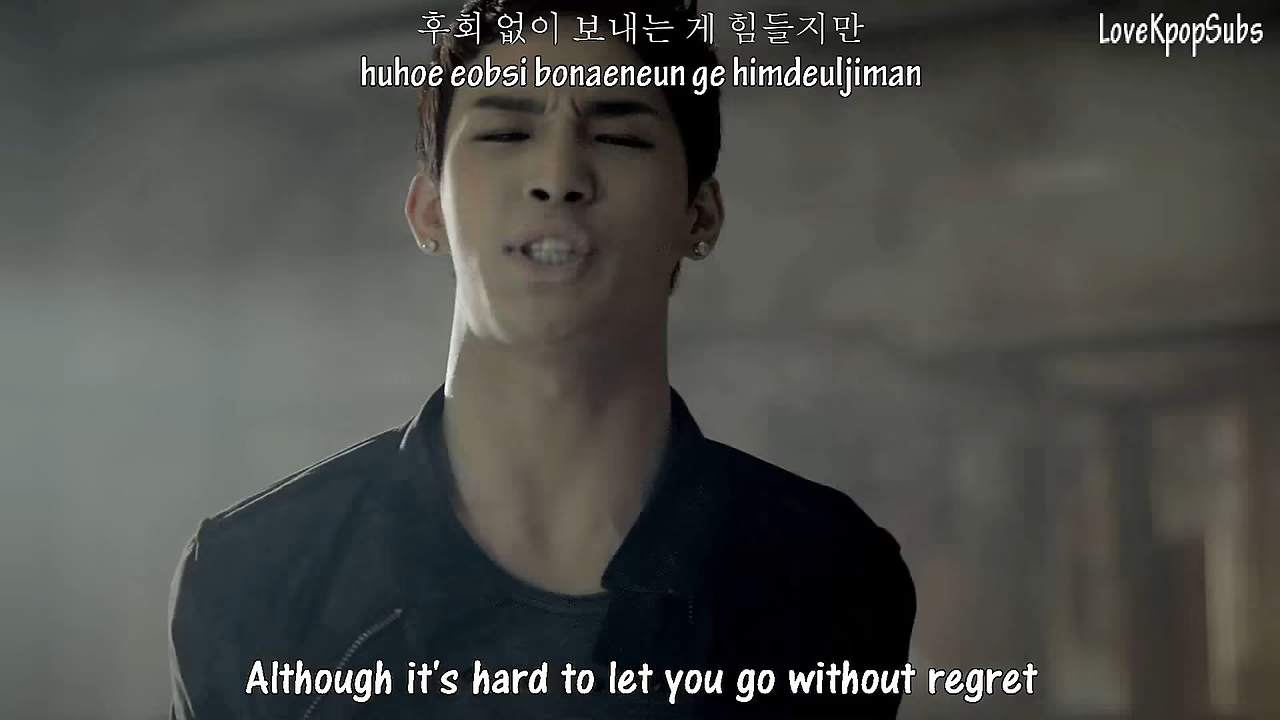 후회 없이 보내는 게 힘들지만
LoveKpopSubs
huhoe eobsi bonaeneun ge himdeuljiman
Although it's hard to let you go without regret